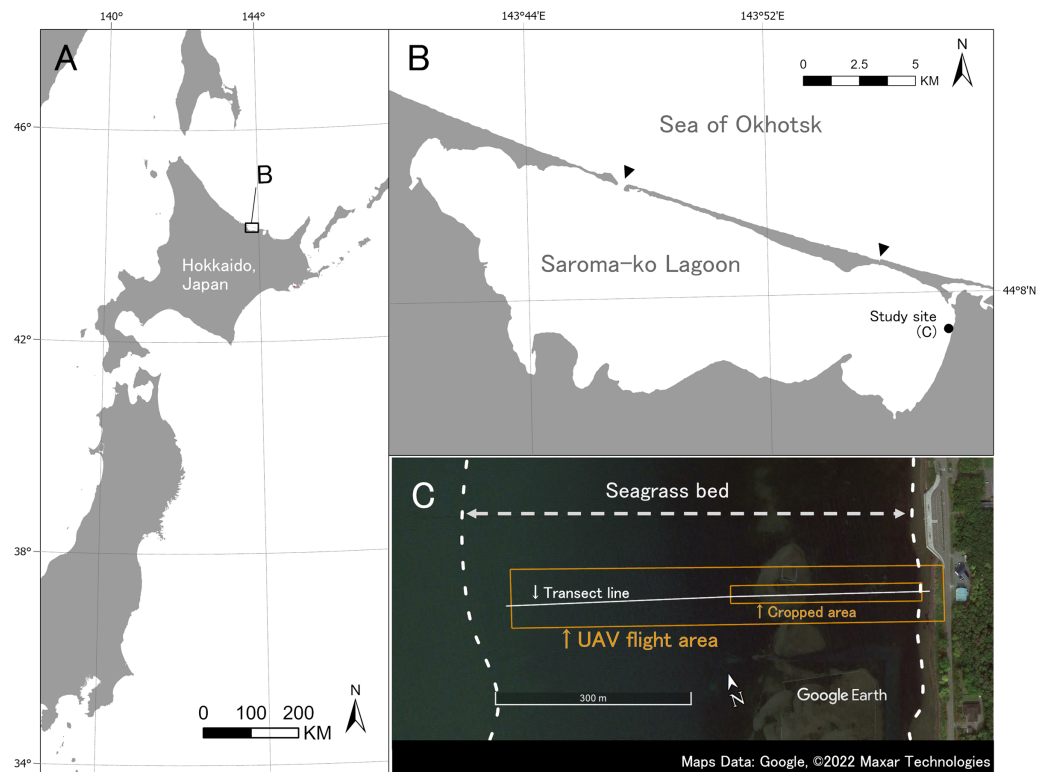 140°
144°
A
46°
B
Hokkaido,
Japan
42°
38°
34°
0 100 200
KM
N
143°44'E
143°52'E
B
N
0 2.5 5
KM
Sea of Okhotsk
Saroma-ko Lagoon
44°8'N
Study site
(C)
C
Seagrass bed
↓ Transect line
↑ Cropped area
↑ UAV flight area
300 m
N
Google Earth
Maps Data: Google, ©2022 Maxar Technologies